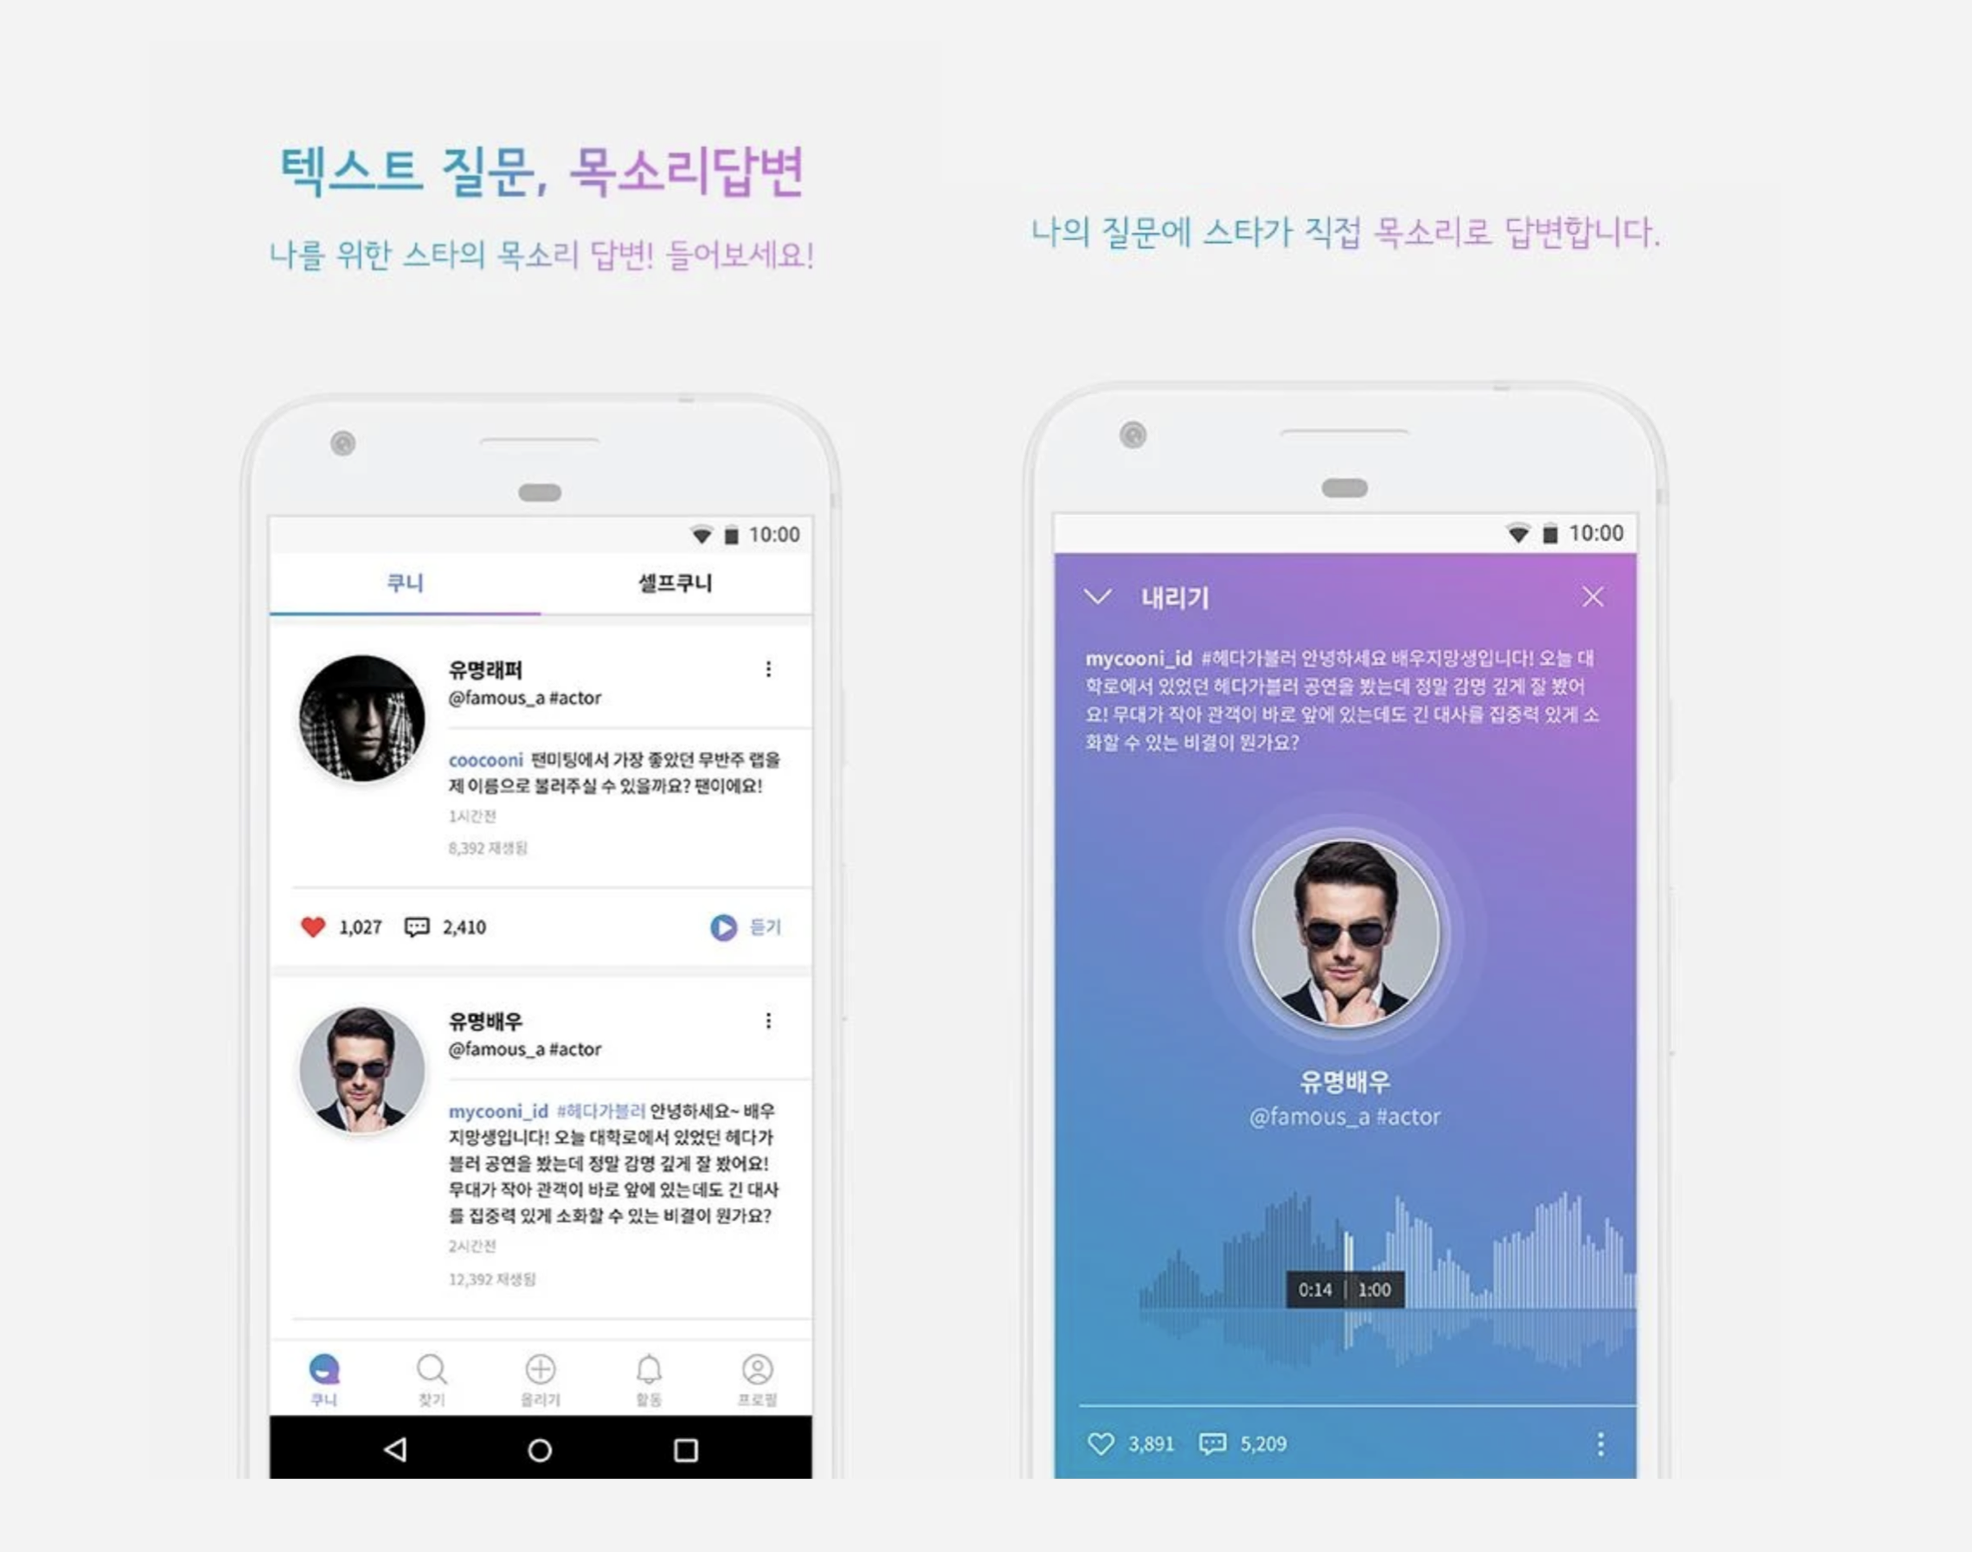 텍스트 질문, 목소리답변
나를 위한 스타의 목소리 답변! 들어보세요!
10:00
쿠니
셀프쿠니
유명래퍼
@famous_a #actor
coocooni 팬미팅에서 가장 좋았던 무반주 랩을
제 이름으로 불러주실 수 있을까요? 팬이에요!
1시간전
8,392 재생됨
1,027
2,410
듣기
유명배우
@famous_a #actor
mycooni_id #헤다가블러 안녕하세요~ 배우
지망생입니다! 오늘 대학로에서 있었던 헤다가
블러 공연을 봤는데 정말 감명 깊게 잘 봤어요!
무대가 작아 관객이 바로 앞에 있는데도 긴 대사
를 집중력 있게 소화할 수 있는 비결이 뭔가요?
2시간전
12,392 재생됨
쿠니
찾기
올리기
활동
프로필
나의 질문에 스타가 직접 목소리로 답변합니다.
10:00
내리기
mycooni_id #헤다가블러 안녕하세요 배우지망생입니다! 오늘 대
학로에서 있었던 헤다가블러 공연을 봤는데 정말 감명 깊게 잘 봤어
요! 무대가 작아 관객이 바로 앞에 있는데도 긴 대사를 집중력 있게 소
화할 수 있는 비결이 뭔가요?
유명배우
@famous_a #actor
0:14 | 1:00
3,891
5,209